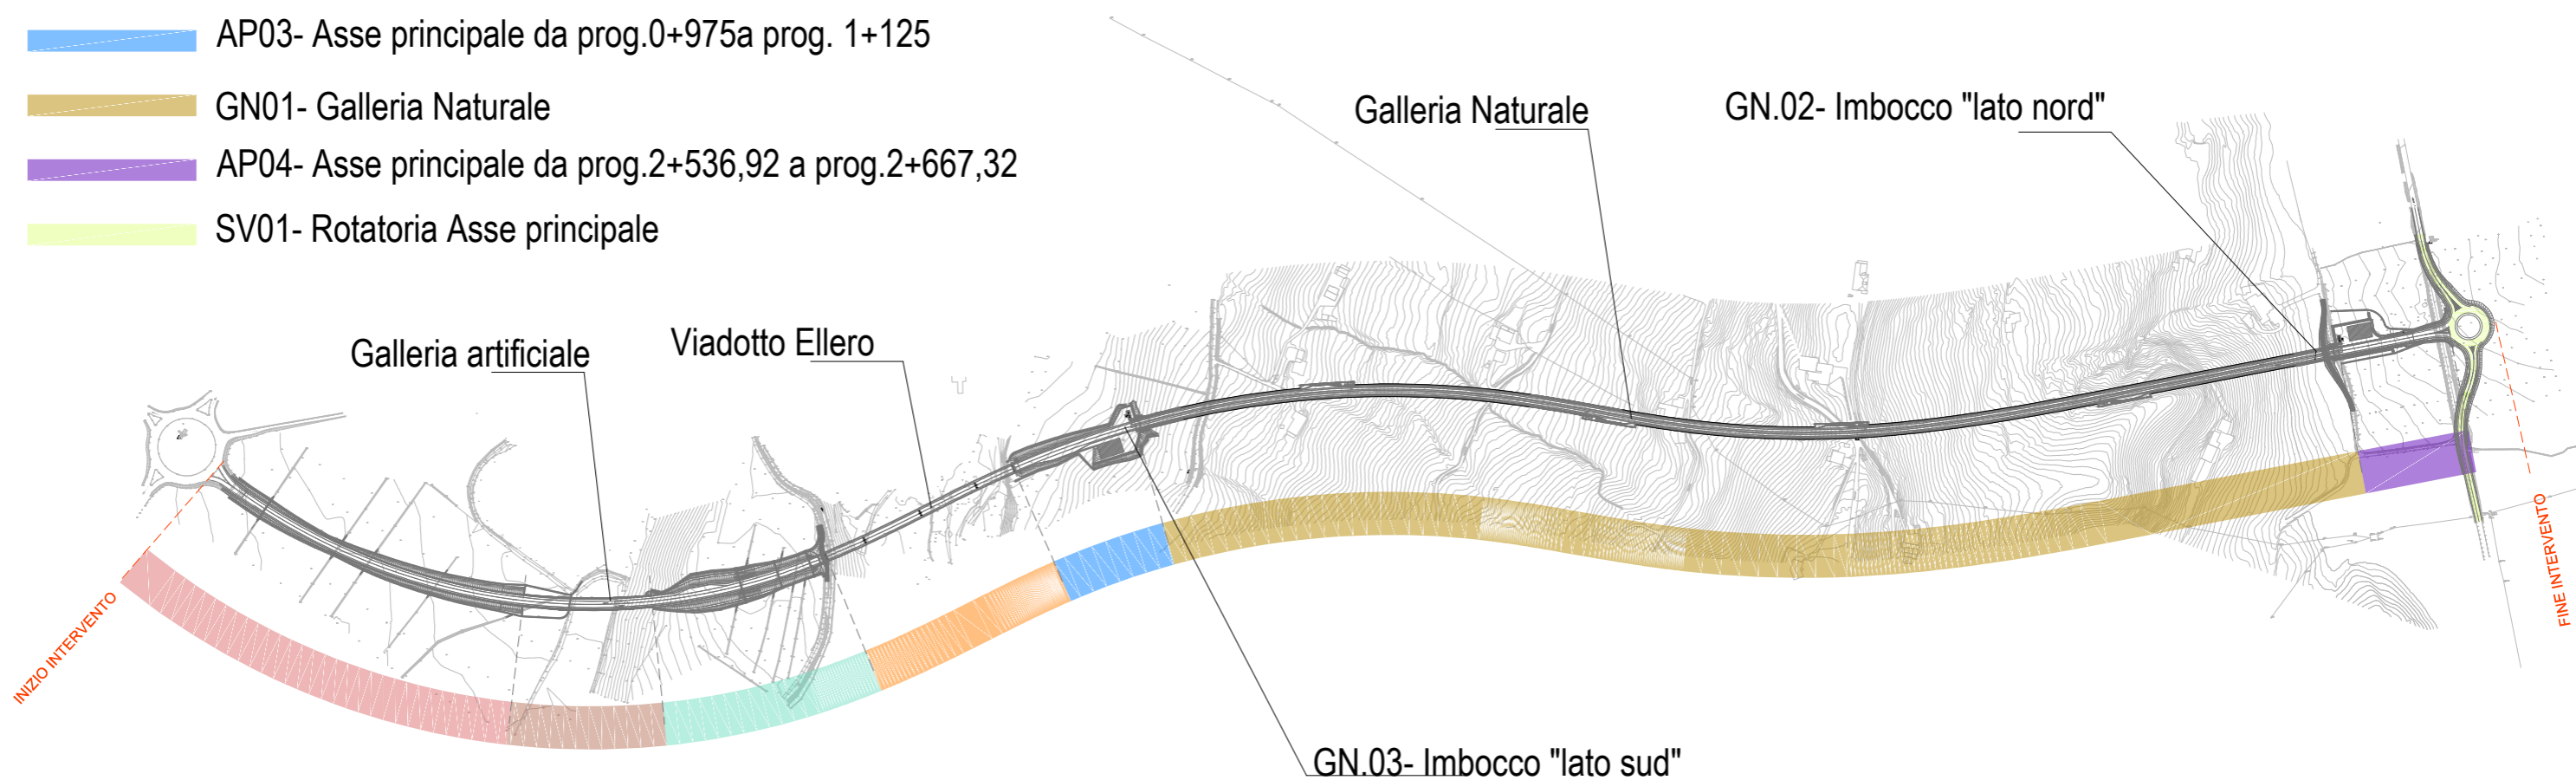 AP03- Asse principale da prog.0+975a prog. 1+125
GN01- Galleria Naturale
AP04- Asse principale da prog.2+536,92 a prog.2+667,32
SV01- Rotatoria Asse principale
Galleria Naturale
GN.02- Imbocco "lato nord"
Galleria artificiale
Viadotto Ellero
INIZIO INTERVENTO
FINE INTERVENTO
GN.03- Imbocco "lato sud"